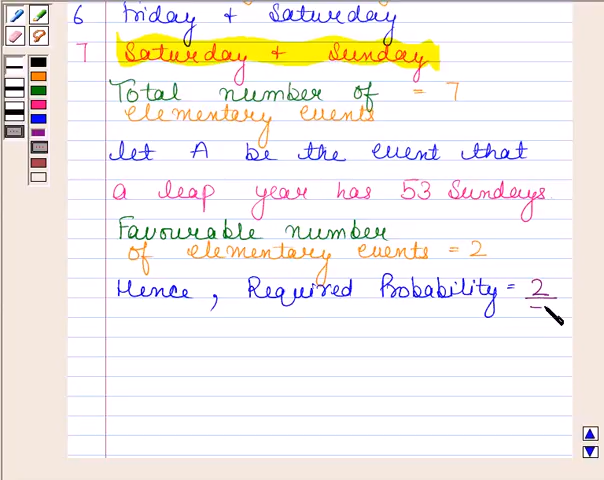 6 Friday + Saturday
7 Saturday + Sunday
Total number of = 7
elementary events
let A be the event that
a leap year has 53 Sundays.
Favourable number
of elementary events = 2
Hence, Required Probability = 2